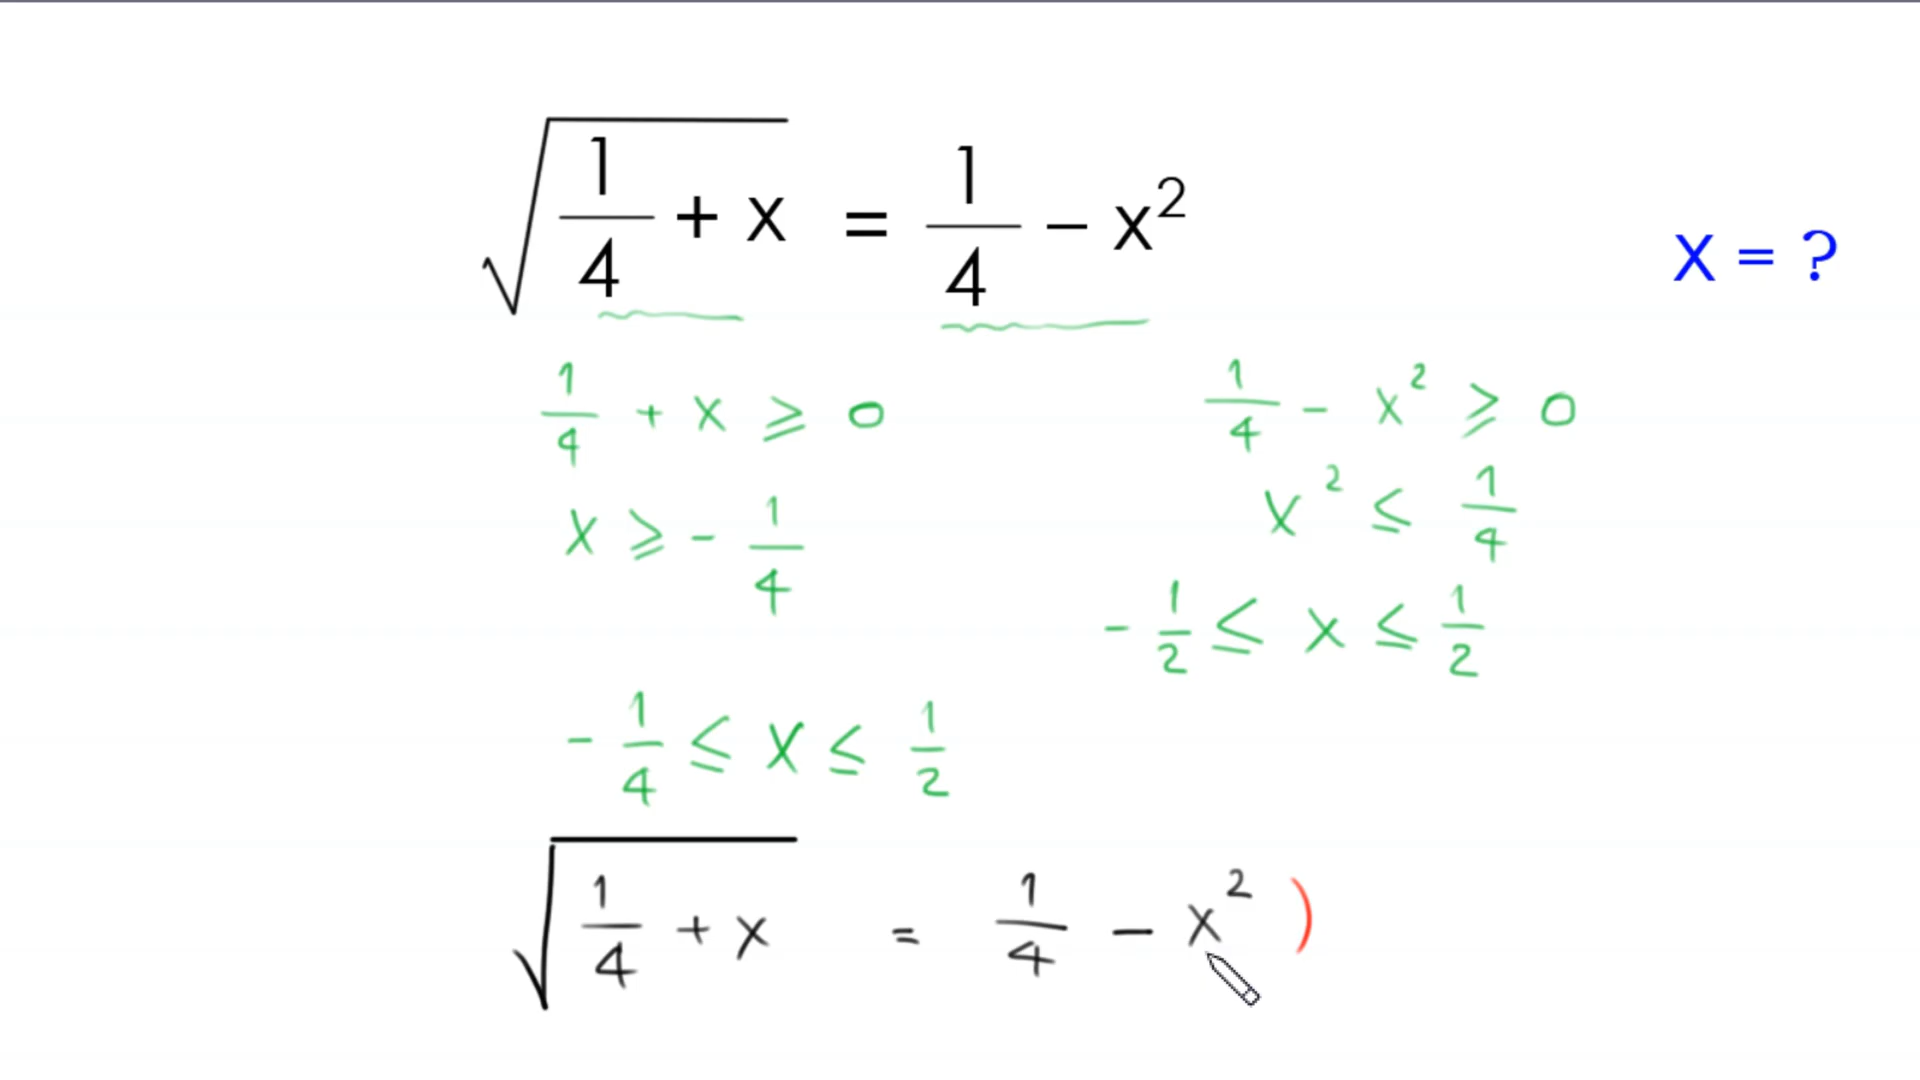 √(1/4 + x) = 1/4 − x²
x = ?
1/4 + x ≥ 0
1/4 − x² ≥ 0
x ≥ − 1/4
x² ≤ 1/4
− 1/2 ≤ x ≤ 1/2
− 1/4 ≤ x ≤ 1/2
√(1/4 + x) = 1/4 − x² )